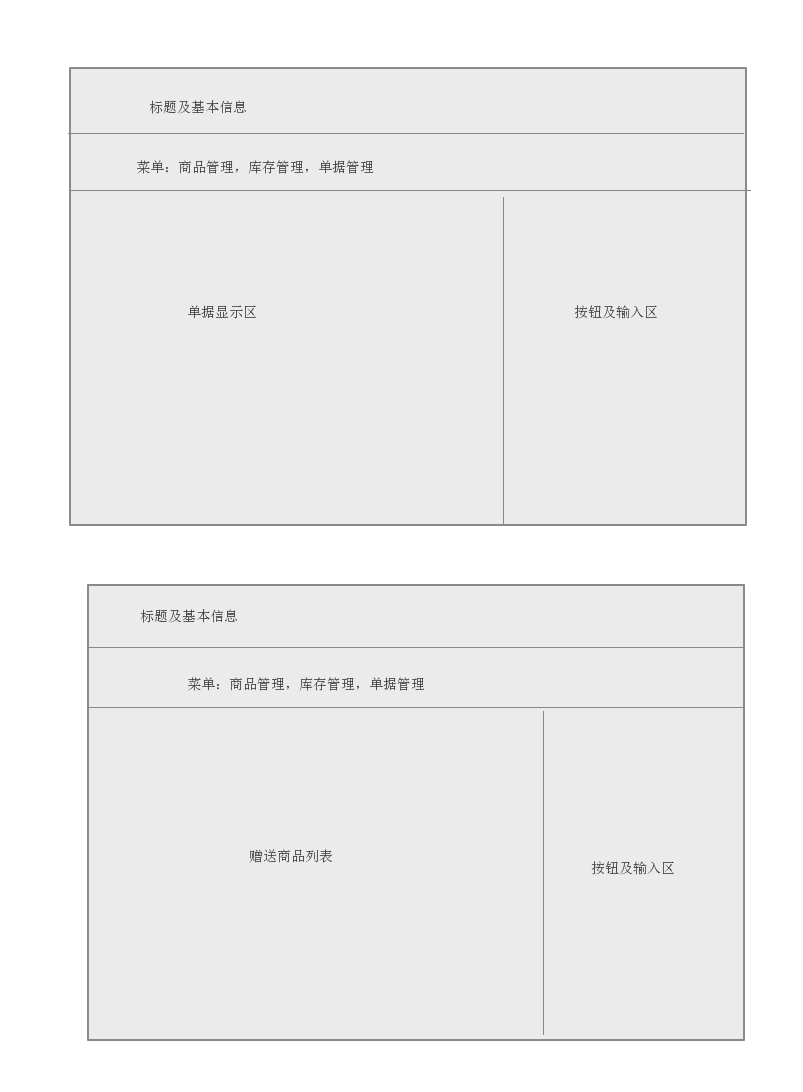 标题及基本信息
菜单：商品管理，库存管理，单据管理
单据显示区
按钮及输入区
标题及基本信息
菜单：商品管理，库存管理，单据管理
赠送商品列表
按钮及输入区